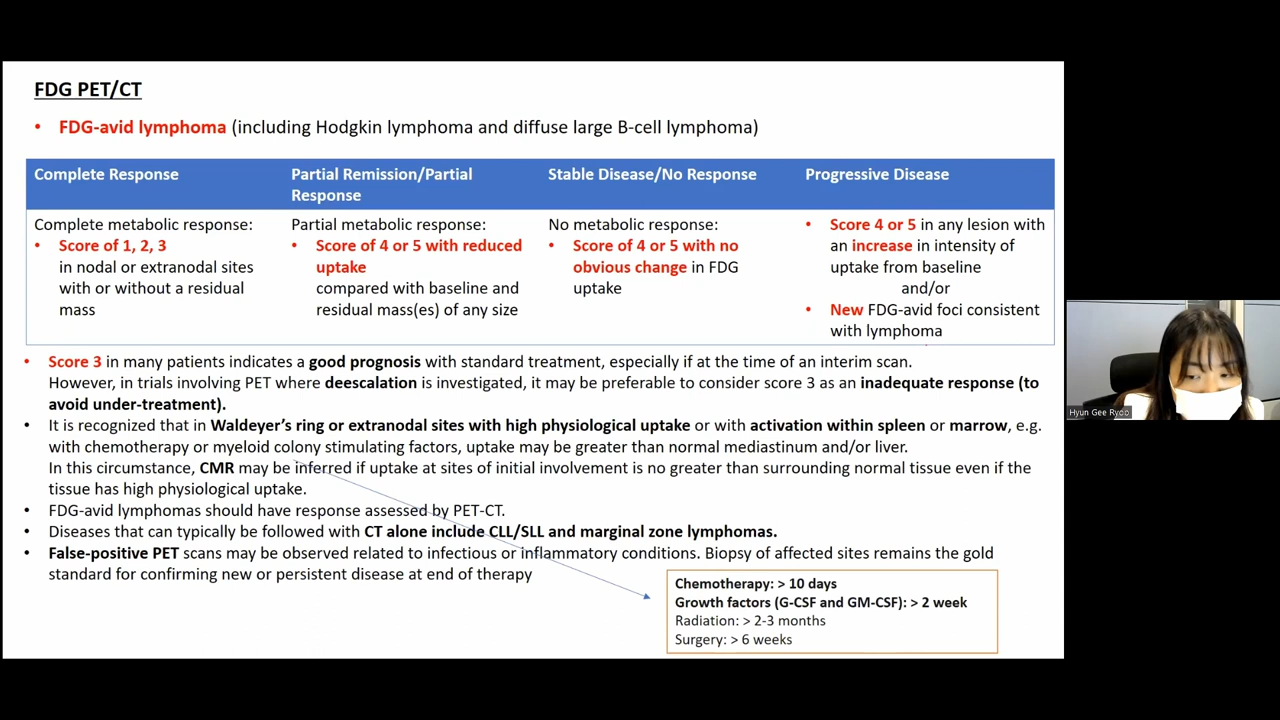 FDG PET/CT
• FDG-avid lymphoma (including Hodgkin lymphoma and diffuse large B-cell lymphoma)
Complete Response
Partial Remission/Partial
Response
Stable Disease/No Response
Progressive Disease
Complete metabolic response:
• Score of 1, 2, 3
in nodal or extranodal sites
with or without a residual
mass
Partial metabolic response:
• Score of 4 or 5 with reduced
uptake
compared with baseline and
residual mass(es) of any size
No metabolic response:
• Score of 4 or 5 with no
obvious change in FDG
uptake
• Score 4 or 5 in any lesion with
an increase in intensity of
uptake from baseline
and/or
• New FDG-avid foci consistent
with lymphoma
• Score 3 in many patients indicates a good prognosis with standard treatment, especially if at the time of an interim scan.
However, in trials involving PET where deescalation is investigated, it may be preferable to consider score 3 as an inadequate response (to
avoid under-treatment).
• It is recognized that in Waldeyer's ring or extranodal sites with high physiological uptake or with activation within spleen or marrow, e.g.
with chemotherapy or myeloid colony stimulating factors, uptake may be greater than normal mediastinum and/or liver.
In this circumstance, CMR may be inferred if uptake at sites of initial involvement is no greater than surrounding normal tissue even if the
tissue has high physiological uptake.
• FDG-avid lymphomas should have response assessed by PET-CT.
• Diseases that can typically be followed with CT alone include CLL/SLL and marginal zone lymphomas.
• False-positive PET scans may be observed related to infectious or inflammatory conditions. Biopsy of affected sites remains the gold
standard for confirming new or persistent disease at end of therapy
Chemotherapy: > 10 days
Growth factors (G-CSF and GM-CSF): > 2 week
Radiation: > 2-3 months
Surgery: > 6 weeks
Hyun Gee Ryoo